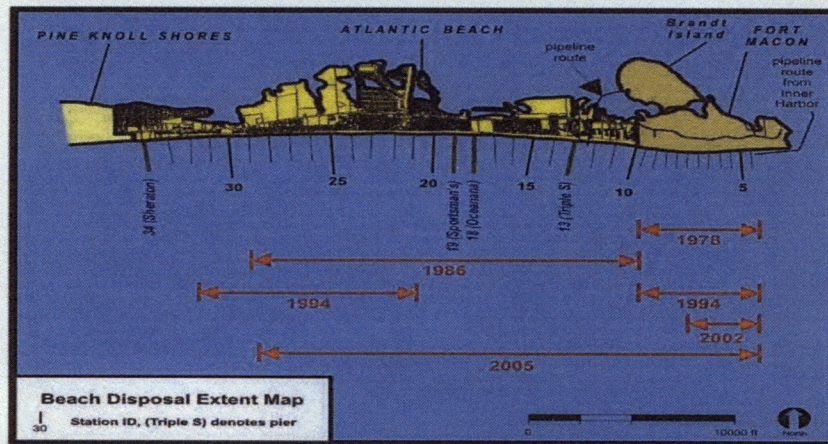 PINE KNOLL SHORES
ATLANTIC BEACH
Brandt
Island
FORT
MACON
pipeline
route
pipeline
route
from
Inner
Harbor
30
25
20
15
10
5
34 (Sheraton)
19 (Sportsman's)
18 (Oceanana)
13 (Triple S)
1978
1986
1994
1994
2002
2005
Beach Disposal Extent Map
30
Station ID, (Triple S) denotes pier
0
10000 ft
North